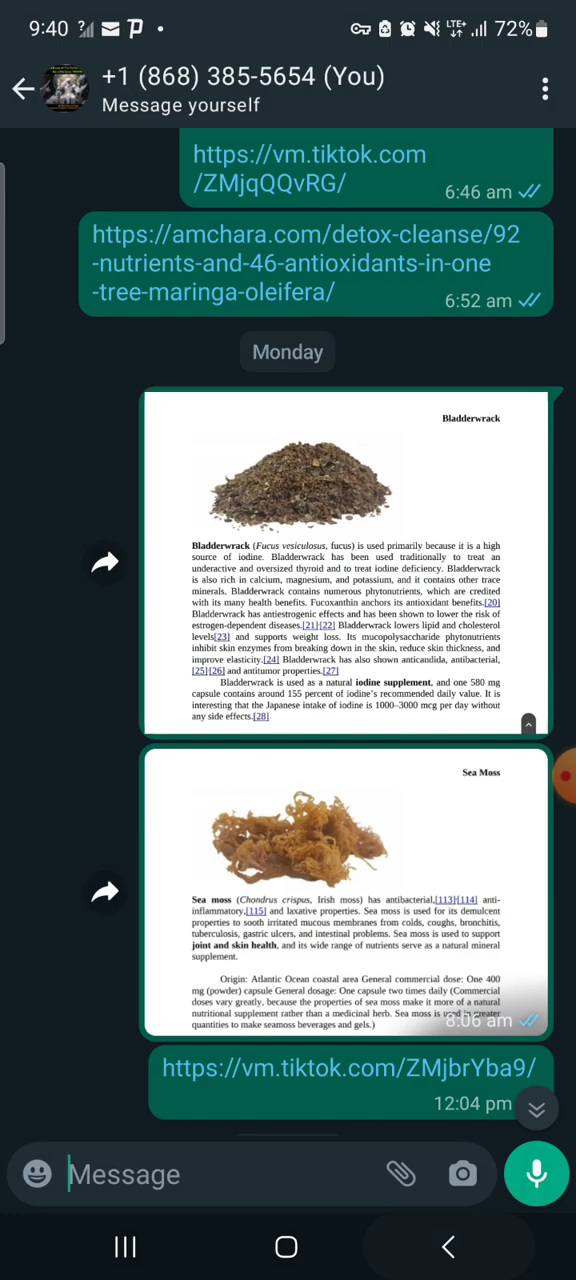 9:40
LTE+
72%
+1 (868) 385-5654 (You)
Message yourself
https://vm.tiktok.com
/ZMjqQQvRG/
6:46 am
https://amchara.com/detox-cleanse/92
-nutrients-and-46-antioxidants-in-one
-tree-maringa-oleifera/
6:52 am
Monday
Bladderwrack
Bladderwrack (Fucus vesiculosus, fucus) is used primarily because it is a high
source of iodine. Bladderwrack has been used traditionally to treat an
underactive and oversized thyroid and to treat iodine deficiency. Bladderwrack
is also rich in calcium, magnesium, and potassium, and it contains other trace
minerals. Bladderwrack contains numerous phytonutrients, which are credited
with its many health benefits. Fucoxanthin anchors its antioxidant benefits.[20]
Bladderwrack has antiestrogenic effects and has been shown to lower the risk of
estrogen-dependent diseases.[21][22] Bladderwrack lowers lipid and cholesterol
levels[23] and supports weight loss. Its mucopolysaccharide phytonutrients
inhibit skin enzymes from breaking down in the skin, reduce skin thickness, and
improve elasticity.[24] Bladderwrack has also shown anticandida, antibacterial,
[25][26] and antitumor properties.[27]
Bladderwrack is used as a natural iodine supplement, and one 580 mg
capsule contains around 155 percent of iodine's recommended daily value. It is
interesting that the Japanese intake of iodine is 1000–3000 mcg per day without
any side effects.[28]
Sea Moss
Sea moss (Chondrus crispus, Irish moss) has antibacterial,[113][114] anti-
inflammatory,[115] and laxative properties. Sea moss is used for its demulcent
properties to sooth irritated mucous membranes from colds, coughs, bronchitis,
tuberculosis, gastric ulcers, and intestinal problems. Sea moss is used to support
joint and skin health, and its wide range of nutrients serve as a natural mineral
supplement.
Origin: Atlantic Ocean coastal area General commercial dose: One 400
mg (powder) capsule General dosage: One capsule two times daily (Commercial
doses vary greatly, because the properties of sea moss make it more of a natural
nutritional supplement rather than a medicinal herb. Sea moss is used in greater
quantities to make seamoss beverages and gels.)
8:06 am
https://vm.tiktok.com/ZMjbrYba9/
12:04 pm
Message